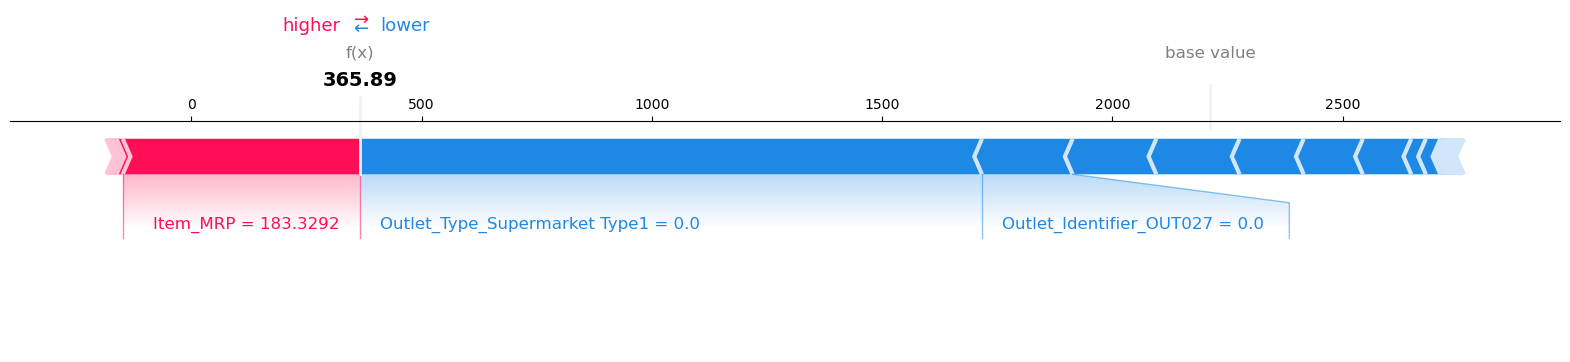 higher ⇄ lower
f(x)
base value
365.89
0 500 1000 1500 2000 2500
Item_MRP = 183.3292
Outlet_Type_Supermarket Type1 = 0.0
Outlet_Identifier_OUT027 = 0.0